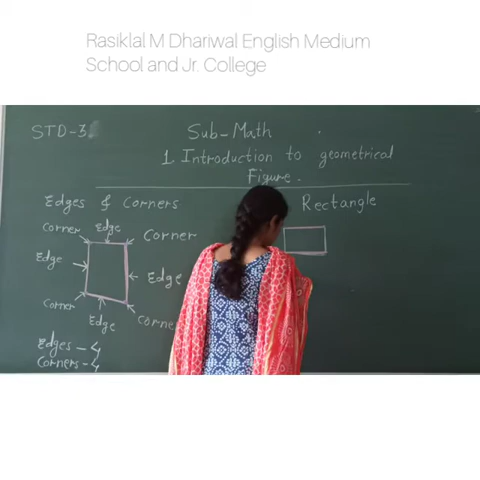 Rasiklal M Dhariwal English Medium
School and Jr. College
STD-3
Sub-Math
1. Introduction to geometrical
Figure.
Edges & Corners
Rectangle
Corner
Edge
Corner
Edge
Edge
Corner
Edge
Corner
Edges - 4
Corners - 4